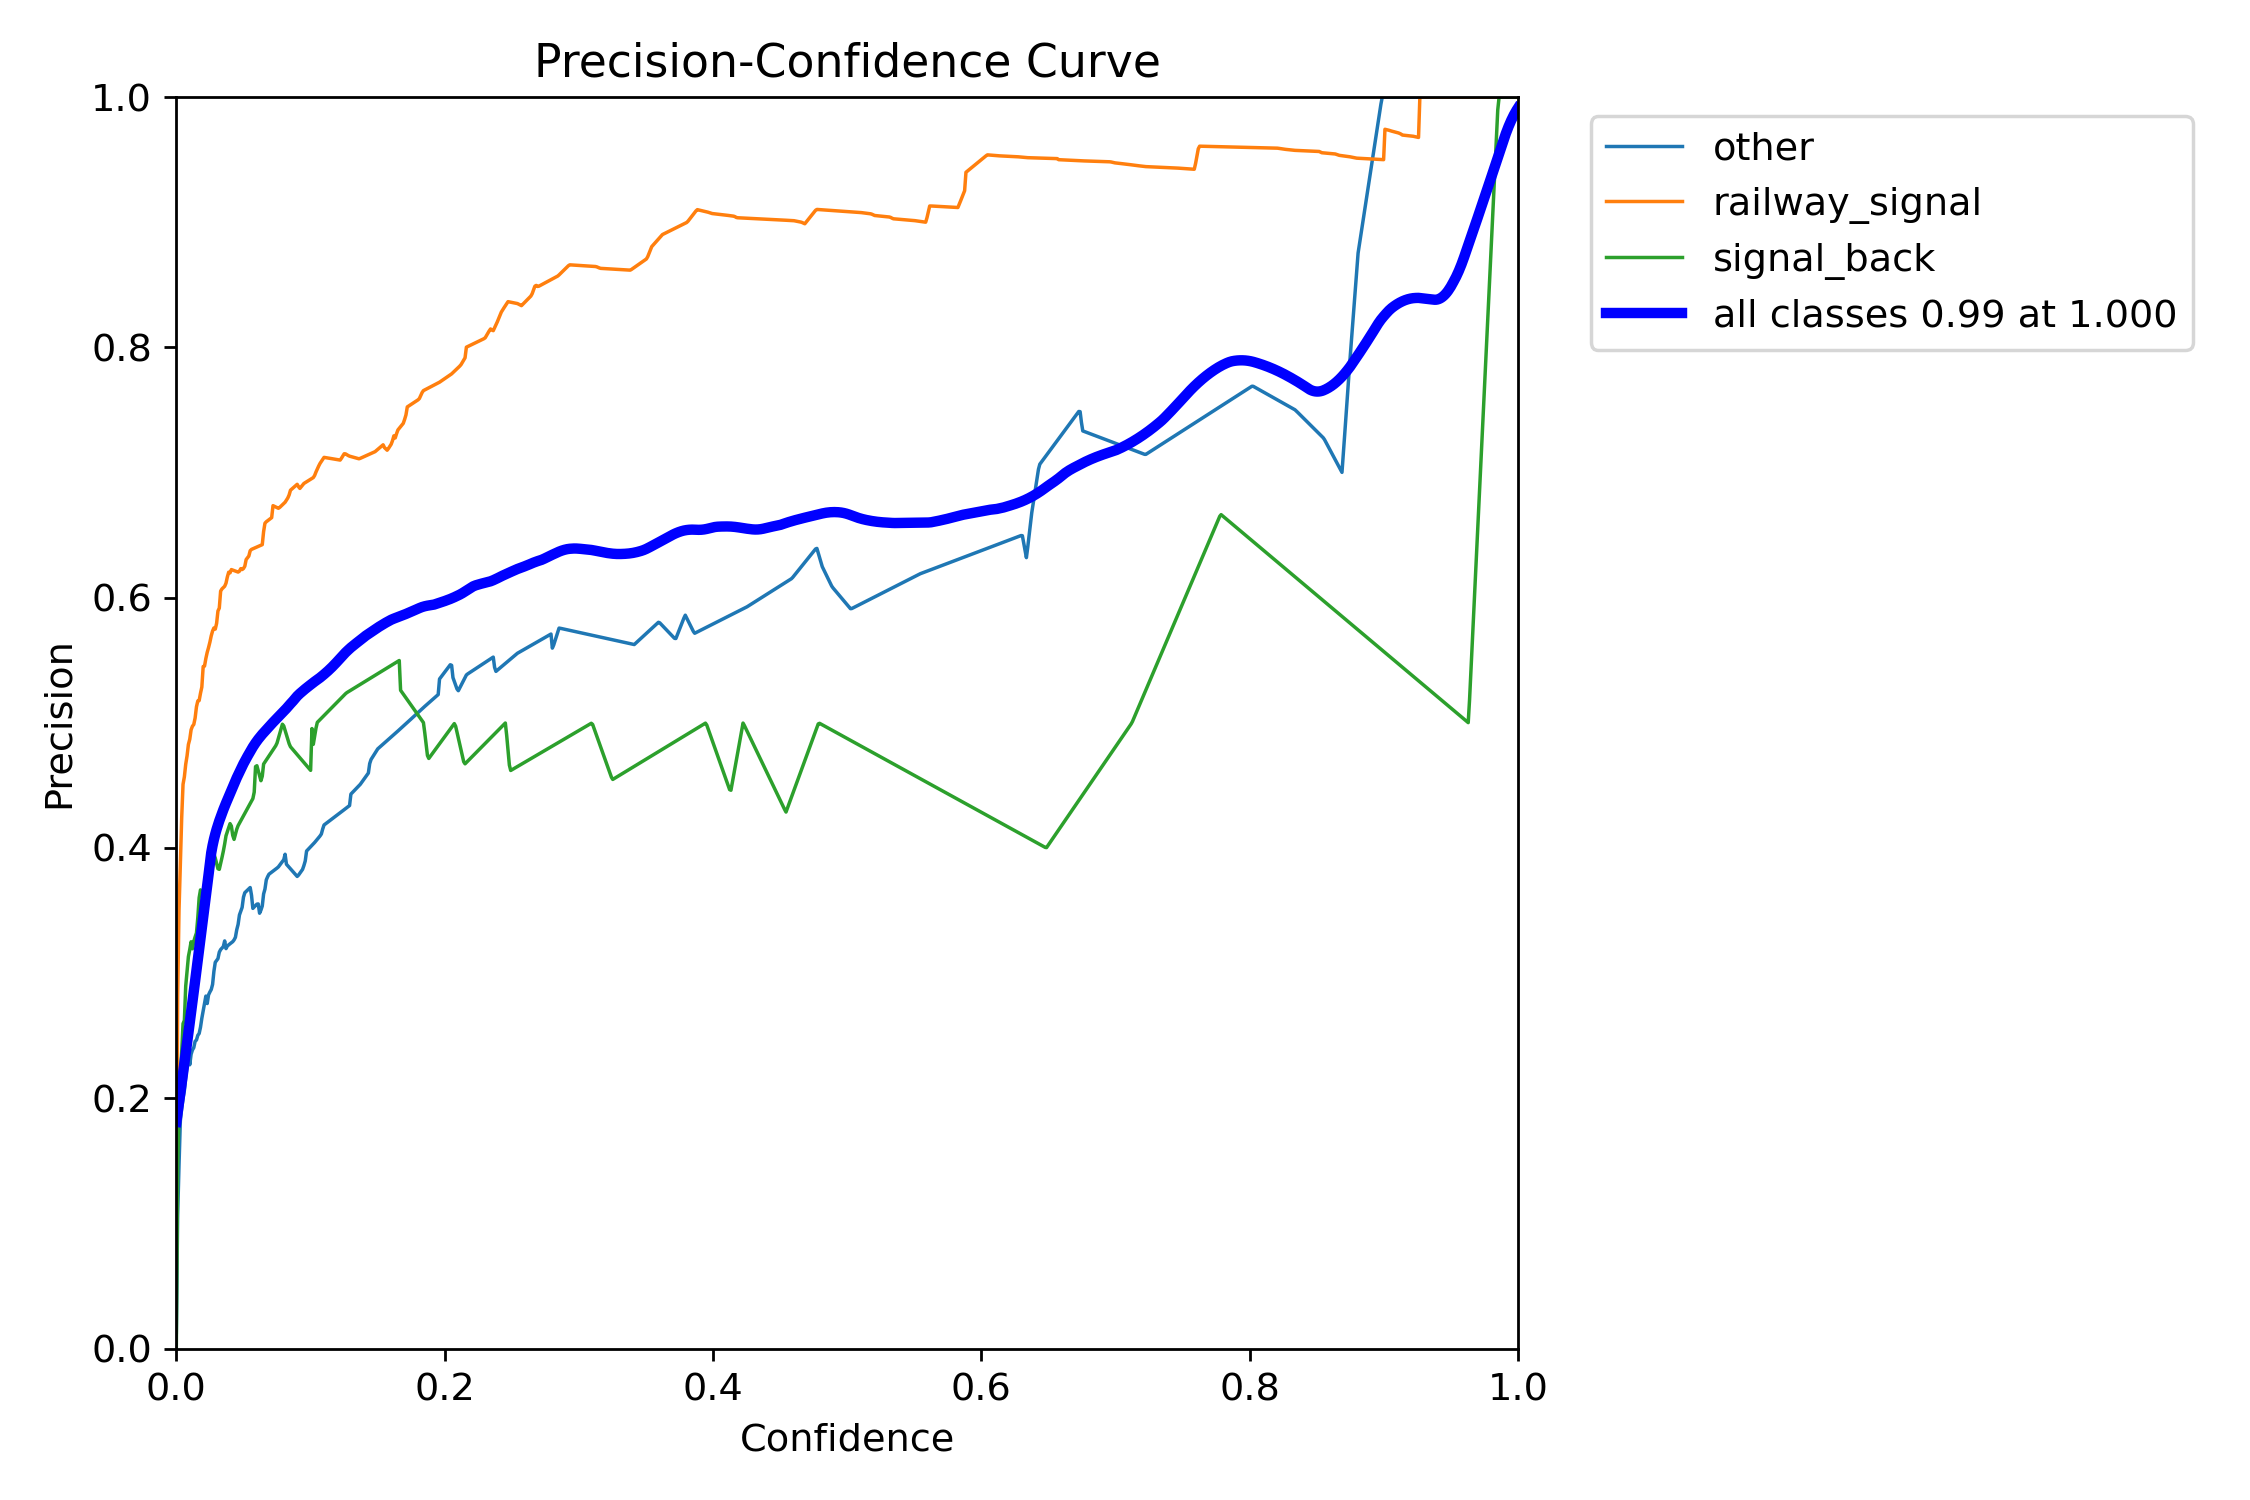 Precision-Confidence Curve
1.0
0.8
0.6
0.4
0.2
0.0
Precision
0.0 0.2 0.4 0.6 0.8 1.0
Confidence
other
railway_signal
signal_back
all classes 0.99 at 1.000